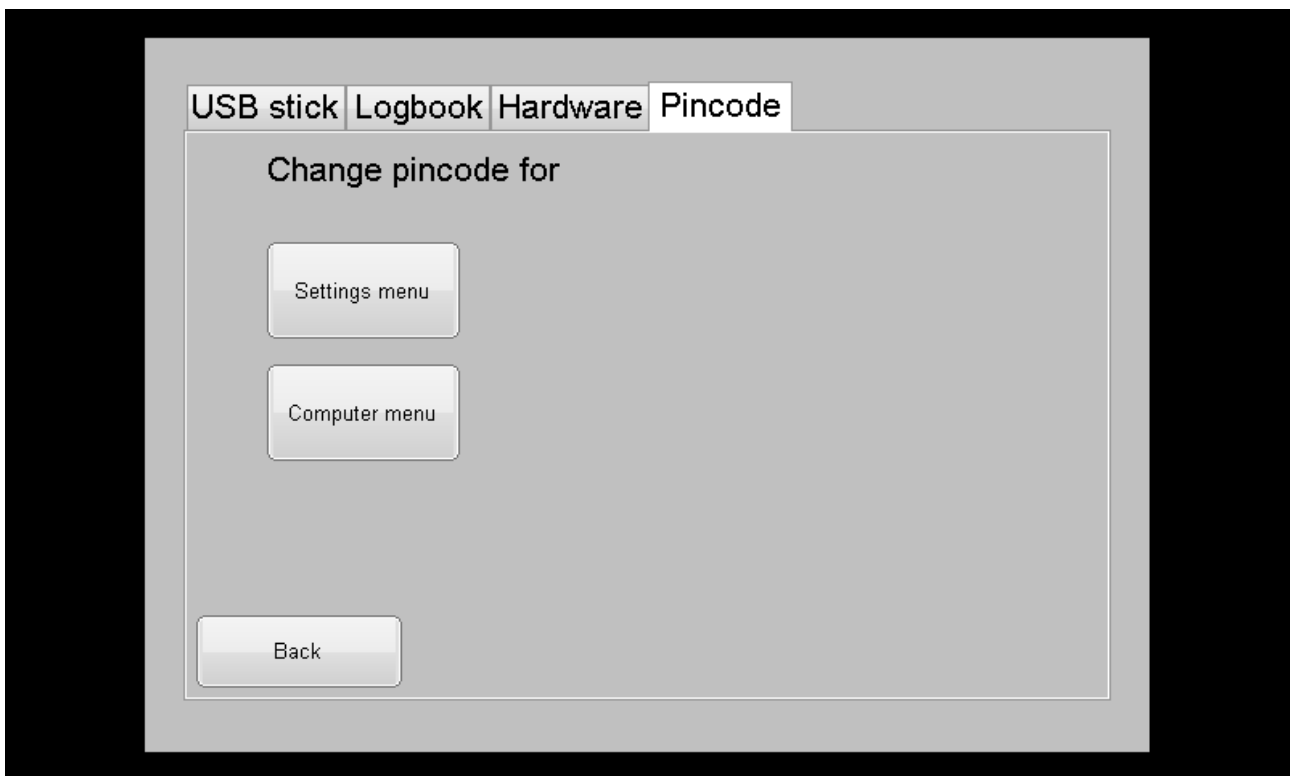 USB stick Logbook Hardware Pincode
Change pincode for
Settings menu
Computer menu
Back